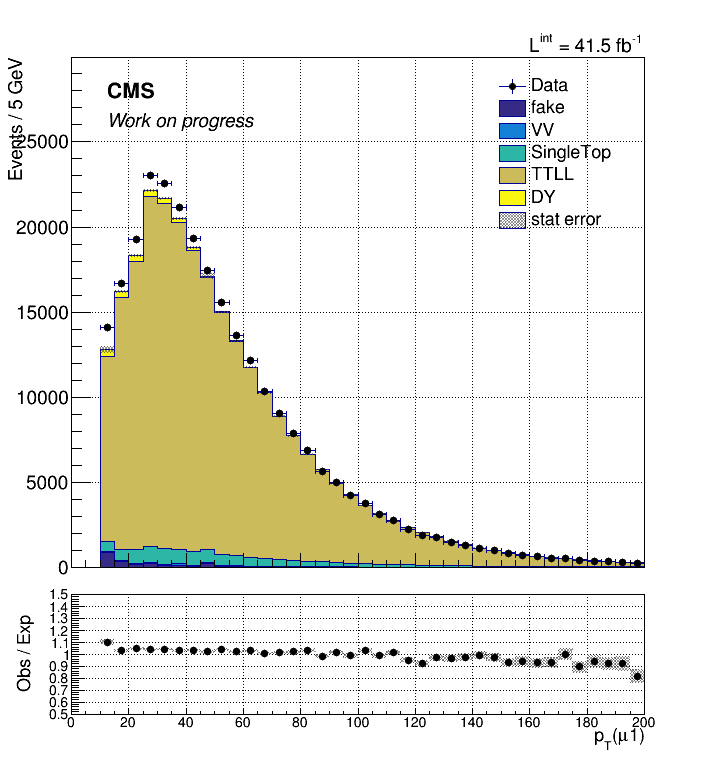 L^int = 41.5 fb^-1
Events / 5 GeV
CMS
Work on progress
Data
fake
VV
SingleTop
TTLL
DY
stat error
25000
20000
15000
10000
5000
0
Obs / Exp
1.5
1.4
1.3
1.2
1.1
1
0.9
0.8
0.7
0.6
0.5
0 20 40 60 80 100 120 140 160 180 200
p_T(μ1)